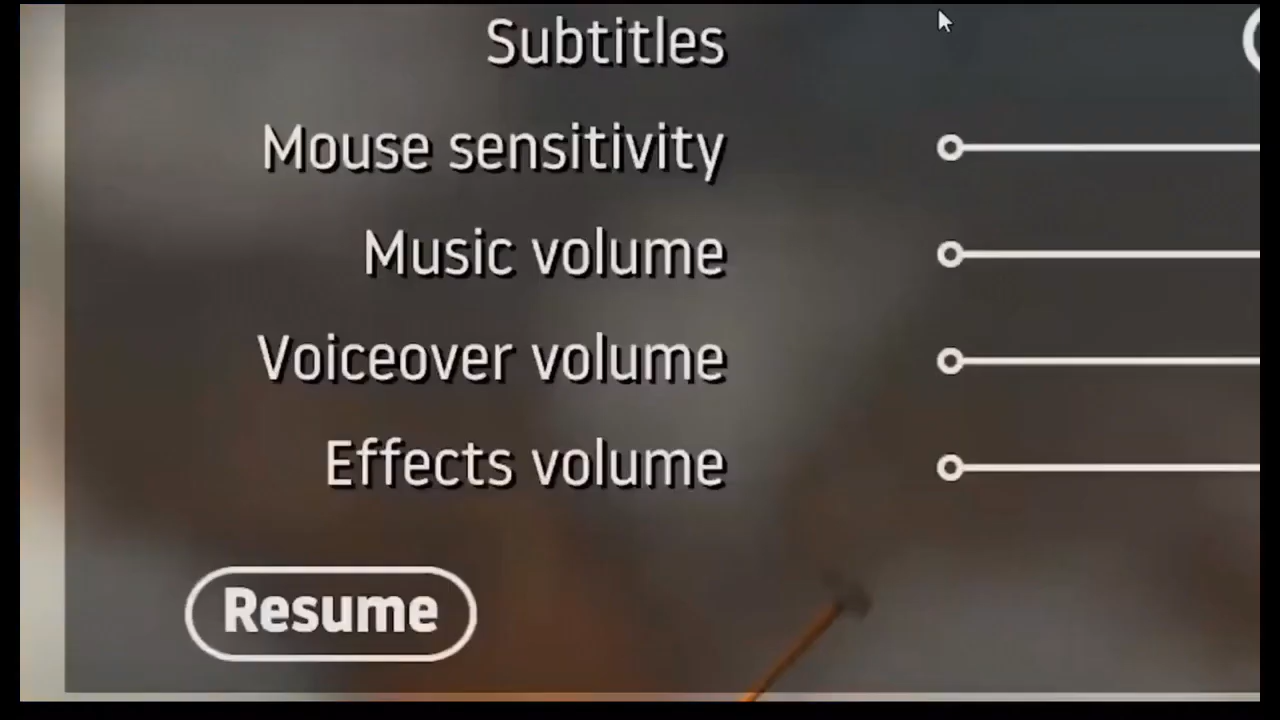 Subtitles
Mouse sensitivity
Music volume
Voiceover volume
Effects volume
Resume